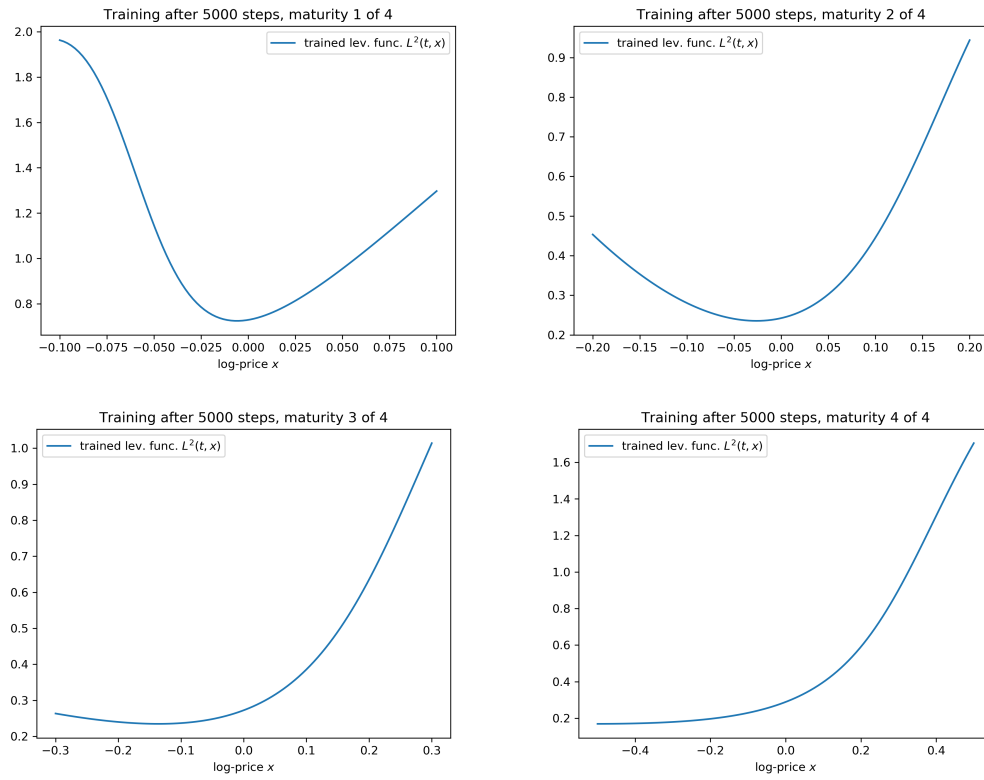 Training after 5000 steps, maturity 1 of 4
trained lev. func. L²(t, x)
2.0
1.8
1.6
1.4
1.2
1.0
0.8
−0.100 −0.075 −0.050 −0.025 0.000 0.025 0.050 0.075 0.100
log-price x
Training after 5000 steps, maturity 2 of 4
trained lev. func. L²(t, x)
0.9
0.8
0.7
0.6
0.5
0.4
0.3
0.2
−0.20 −0.15 −0.10 −0.05 0.00 0.05 0.10 0.15 0.20
log-price x
Training after 5000 steps, maturity 3 of 4
trained lev. func. L²(t, x)
1.0
0.9
0.8
0.7
0.6
0.5
0.4
0.3
0.2
−0.3 −0.2 −0.1 0.0 0.1 0.2 0.3
log-price x
Training after 5000 steps, maturity 4 of 4
trained lev. func. L²(t, x)
1.6
1.4
1.2
1.0
0.8
0.6
0.4
0.2
−0.4 −0.2 0.0 0.2 0.4
log-price x